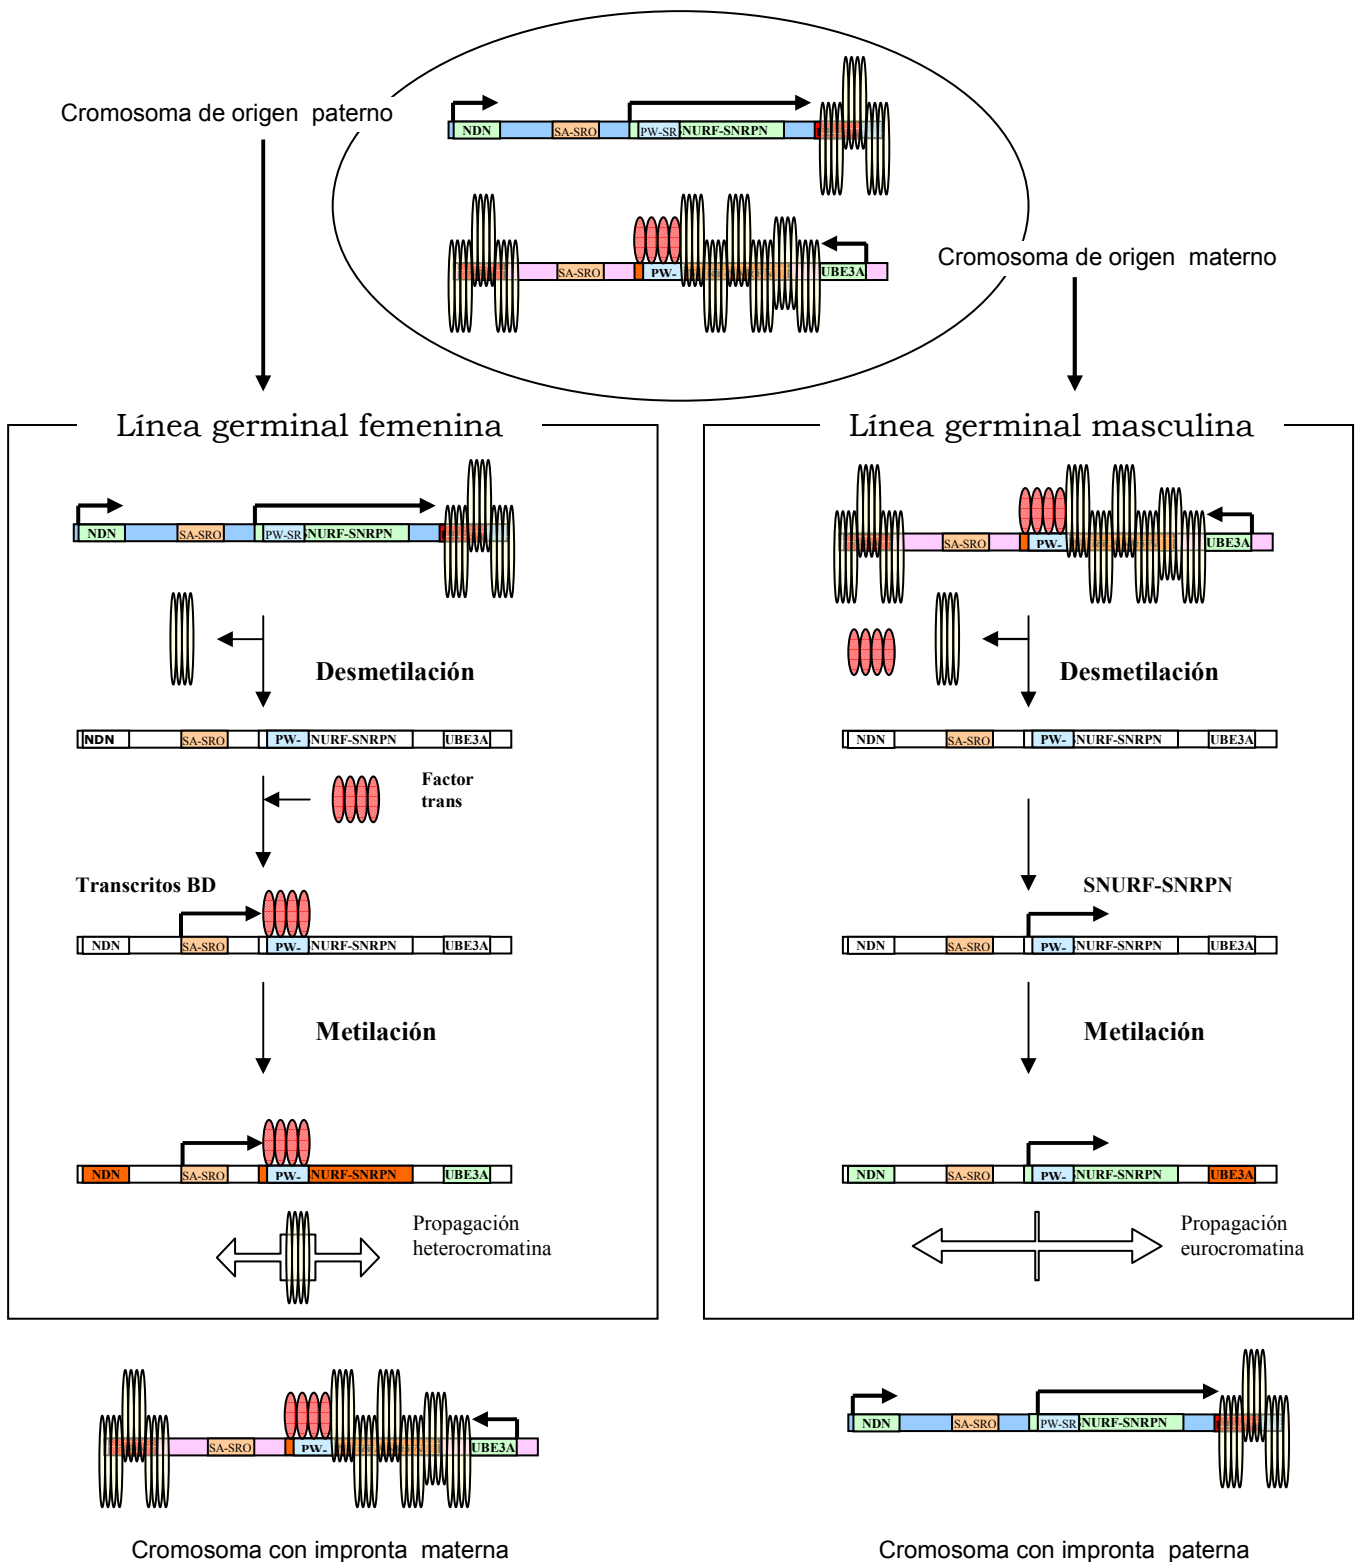 Cromosoma de origen paterno
NDN SA-SRO PW-SR NURF-SNRPN
SA-SRO PW- UBE3A
Cromosoma de origen materno
Línea germinal femenina
NDN SA-SRO PW-SR NURF-SNRPN
Desmetilación
NDN SA-SRO PW- NURF-SNRPN UBE3A
Factor
trans
Transcritos BD
NDN SA-SRO PW- NURF-SNRPN UBE3A
Metilación
NDN SA-SRO PW- NURF-SNRPN UBE3A
Propagación
heterocromatina
SA-SRO PW- UBE3A
Cromosoma con impronta materna
Línea germinal masculina
SA-SRO PW- UBE3A
Desmetilación
NDN SA-SRO PW- NURF-SNRPN UBE3A
SNURF-SNRPN
NDN SA-SRO PW- NURF-SNRPN UBE3A
Metilación
NDN SA-SRO PW- NURF-SNRPN UBE3A
Propagación
eurocromatina
NDN SA-SRO PW-SR NURF-SNRPN
Cromosoma con impronta paterna